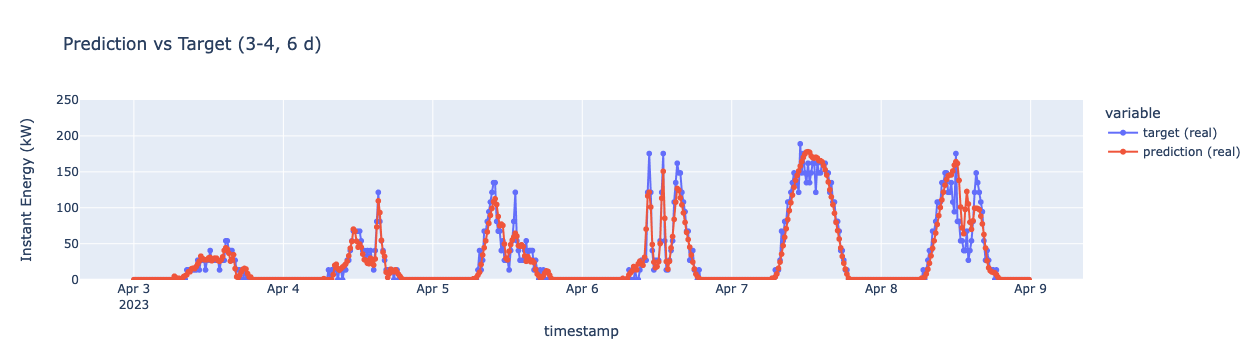 Prediction vs Target (3-4, 6 d)
Instant Energy (kW)
250
200
150
100
50
0
Apr 3
2023
Apr 4
Apr 5
Apr 6
Apr 7
Apr 8
Apr 9
timestamp
variable
target (real)
prediction (real)